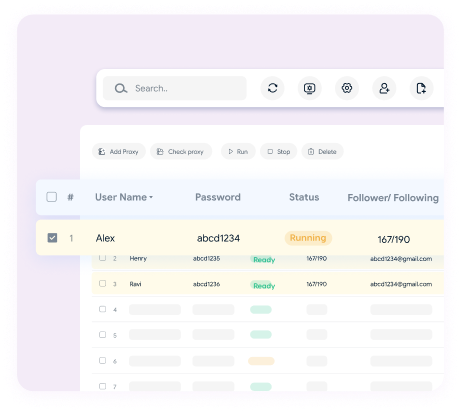 Search..
Add Proxy Check proxy Run Stop Delete
# User Name Password Status Follower/ Following
1 Alex abcd1234 Running 167/190
2 Henry abcd1235 Ready 167/190 abcd1234@gmail.com
3 Ravi abcd1236 Ready 167/190 abcd1234@gmail.com
4
5
6
7